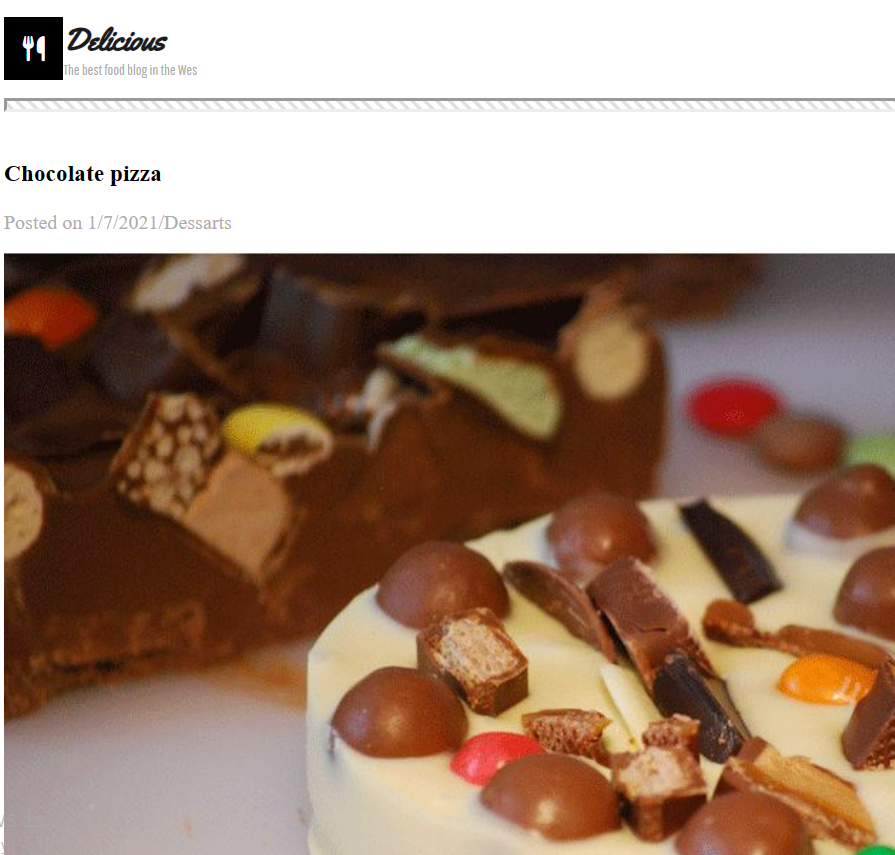 Delicious
The best food blog in the Wes
Chocolate pizza
Posted on 1/7/2021/Dessarts